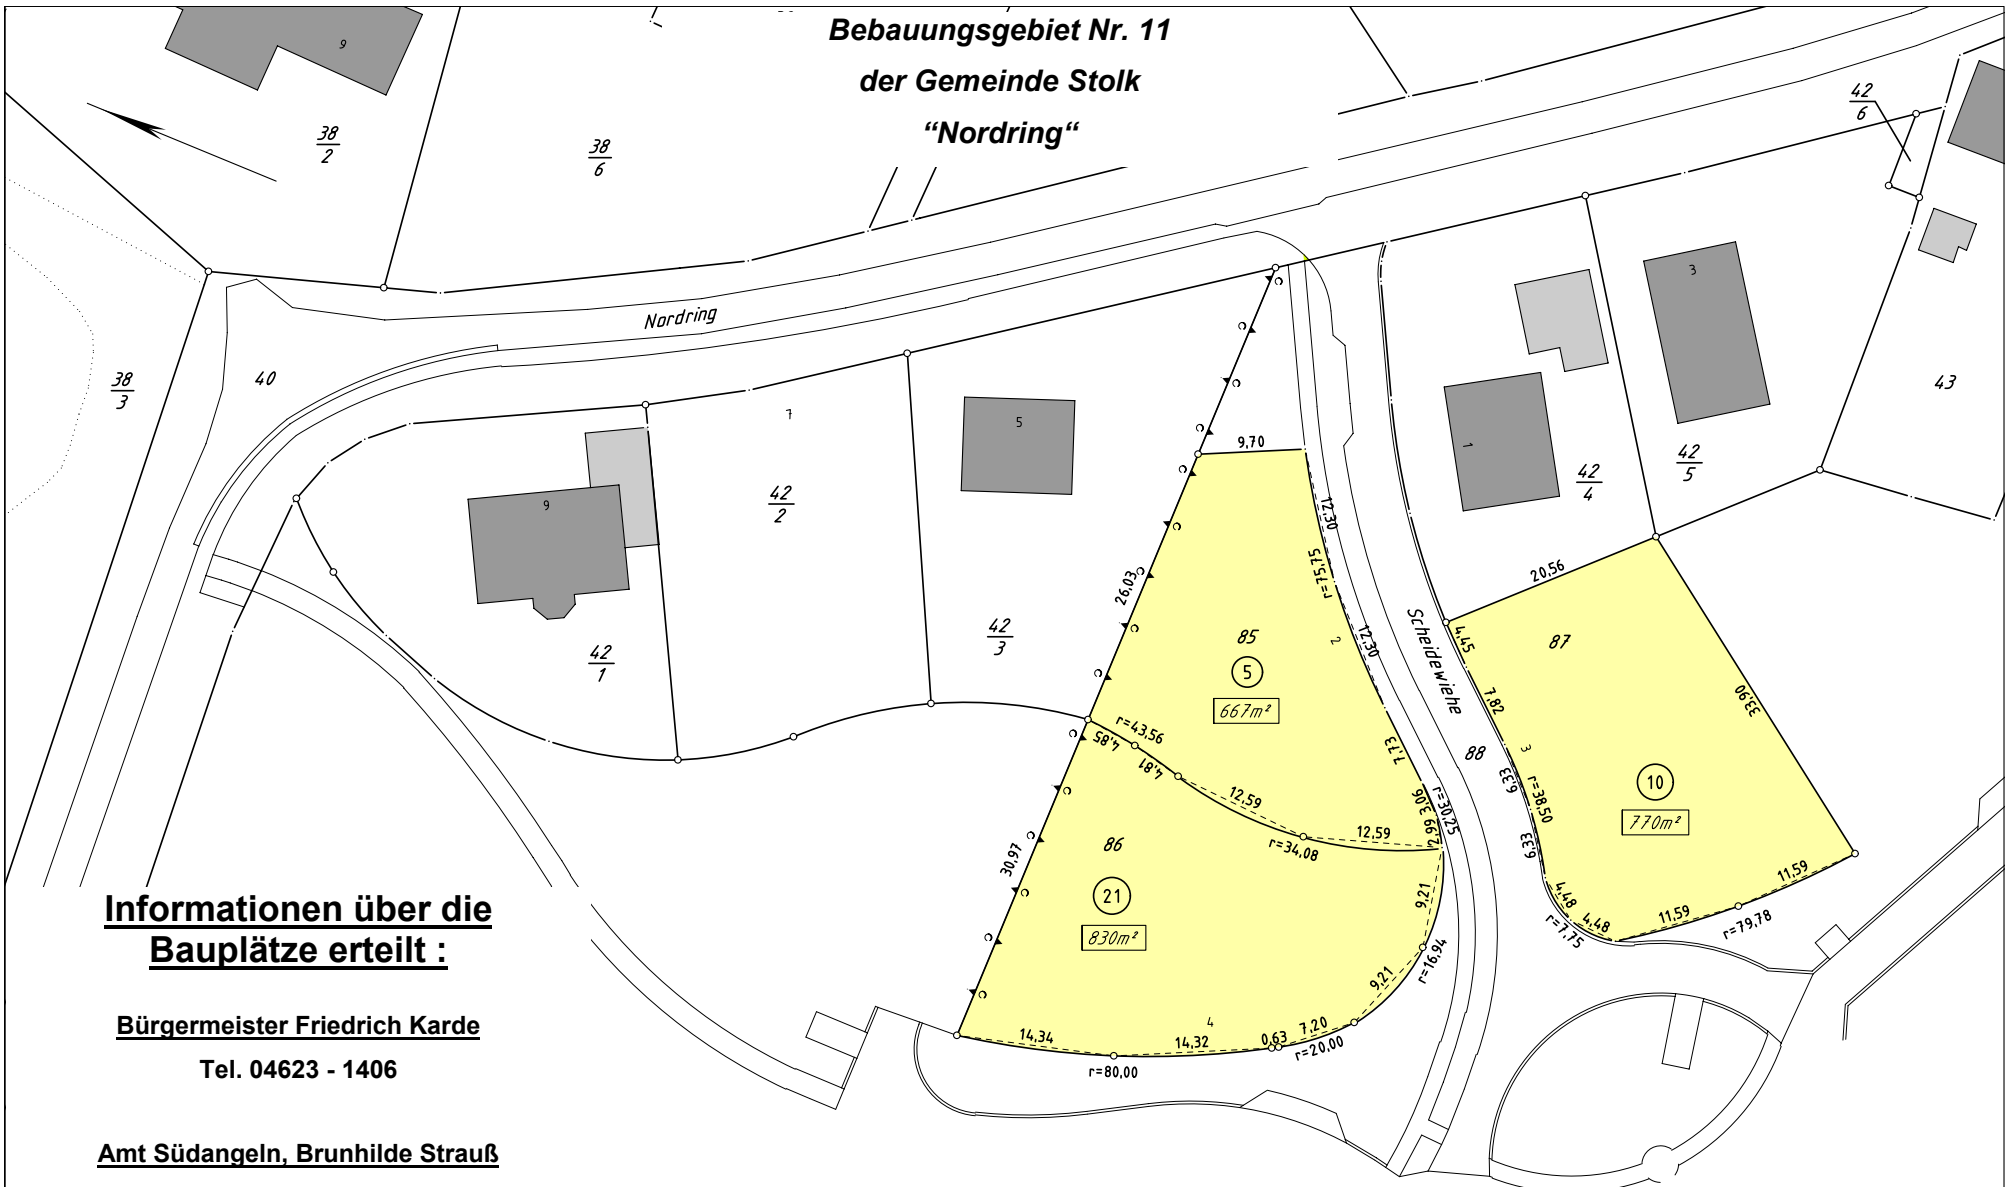 Bebauungsgebiet Nr. 11
der Gemeinde Stolk
“Nordring“
9
38
2
38
6
42
6
Nordring
38
3
40
7
5
3
1
43
9,70
42
2
9
42
4
42
5
12,30
r=75,75
20,56
26,03
42
3
42
1
85
2
12,30
Scheidewiehe
4,45
87
5
667m²
7,82
33,90
r=43,56
4,85
4,81
7,73
88
3
6,33
10
770m²
r=38,50
12,59
12,59
r=34,08
3,06
r=30,25
2,99
6,33
86
30,97
21
830m²
9,21
4,48
4,48
r=7,75
11,59
11,59
r=79,78
r=16,94
9,21
14,34
14,32
4
0,63
7,20
r=20,00
r=80,00
Informationen über die
Bauplätze erteilt :
Bürgermeister Friedrich Karde
Tel. 04623 - 1406
Amt Südangeln, Brunhilde Strauß